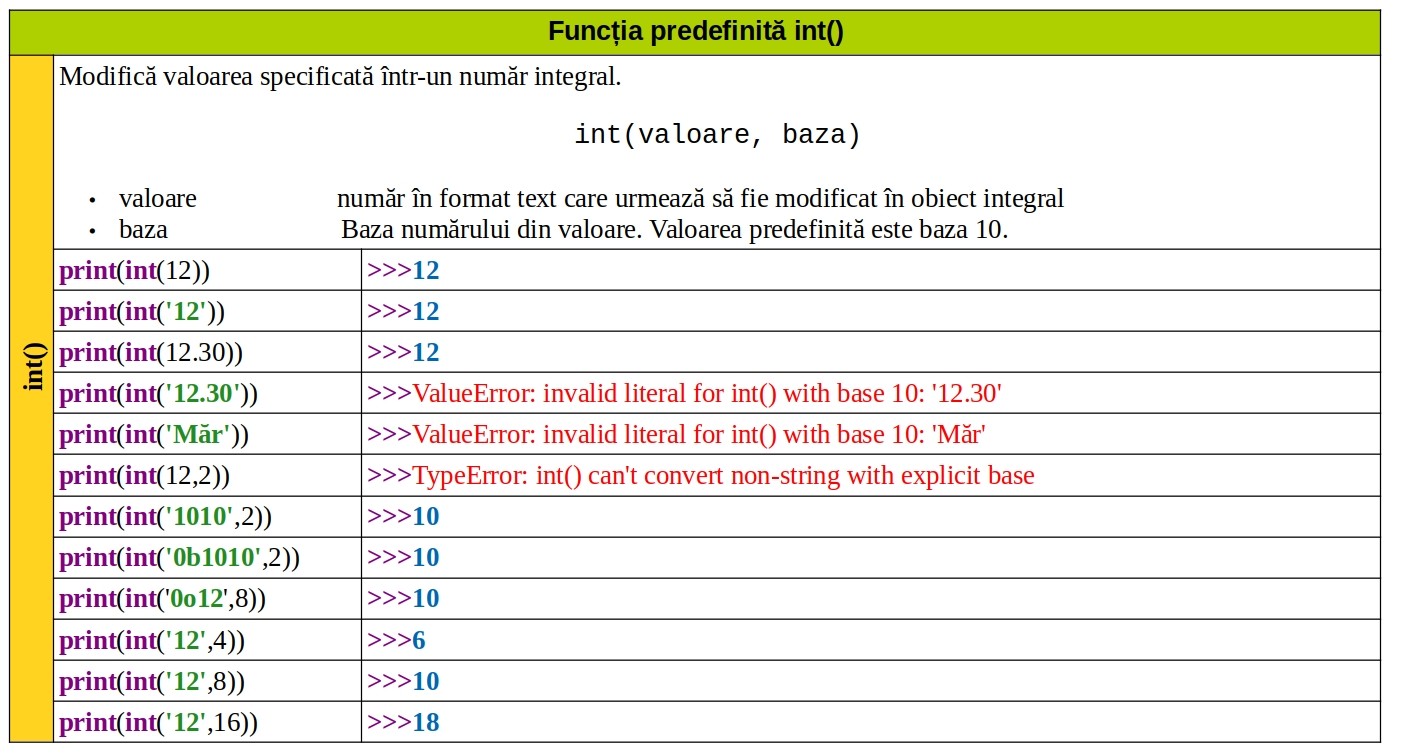 Funcția predefinită int()
int()
Modifică valoarea specificată într-un număr integral.
int(valoare, baza)
• valoare număr în format text care urmează să fie modificat în obiect integral
• baza Baza numărului din valoare. Valoarea predefinită este baza 10.
print(int(12)) >>>12
print(int('12')) >>>12
print(int(12.30)) >>>12
print(int('12.30')) >>>ValueError: invalid literal for int() with base 10: '12.30'
print(int('Măr')) >>>ValueError: invalid literal for int() with base 10: 'Măr'
print(int(12,2)) >>>TypeError: int() can't convert non-string with explicit base
print(int('1010',2)) >>>10
print(int('0b1010',2)) >>>10
print(int('0o12',8)) >>>10
print(int('12',4)) >>>6
print(int('12',8)) >>>10
print(int('12',16)) >>>18